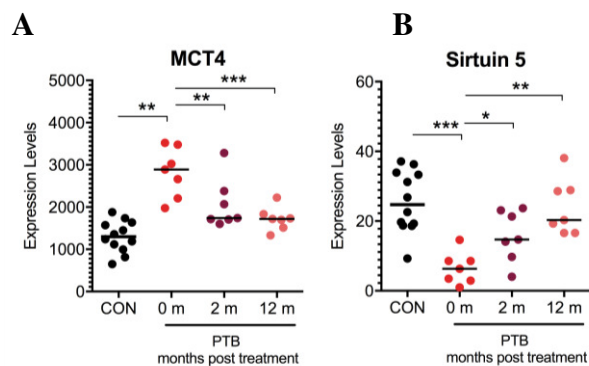 A
B
MCT4
Sirtuin 5
Expression Levels
5000
4000
3000
2000
1000
0
***
**
**
CON
0 m
2 m
12 m
PTB
months post treatment
Expression Levels
60
40
20
0
**
*
***
CON
0 m
2 m
12 m
PTB
months post treatment